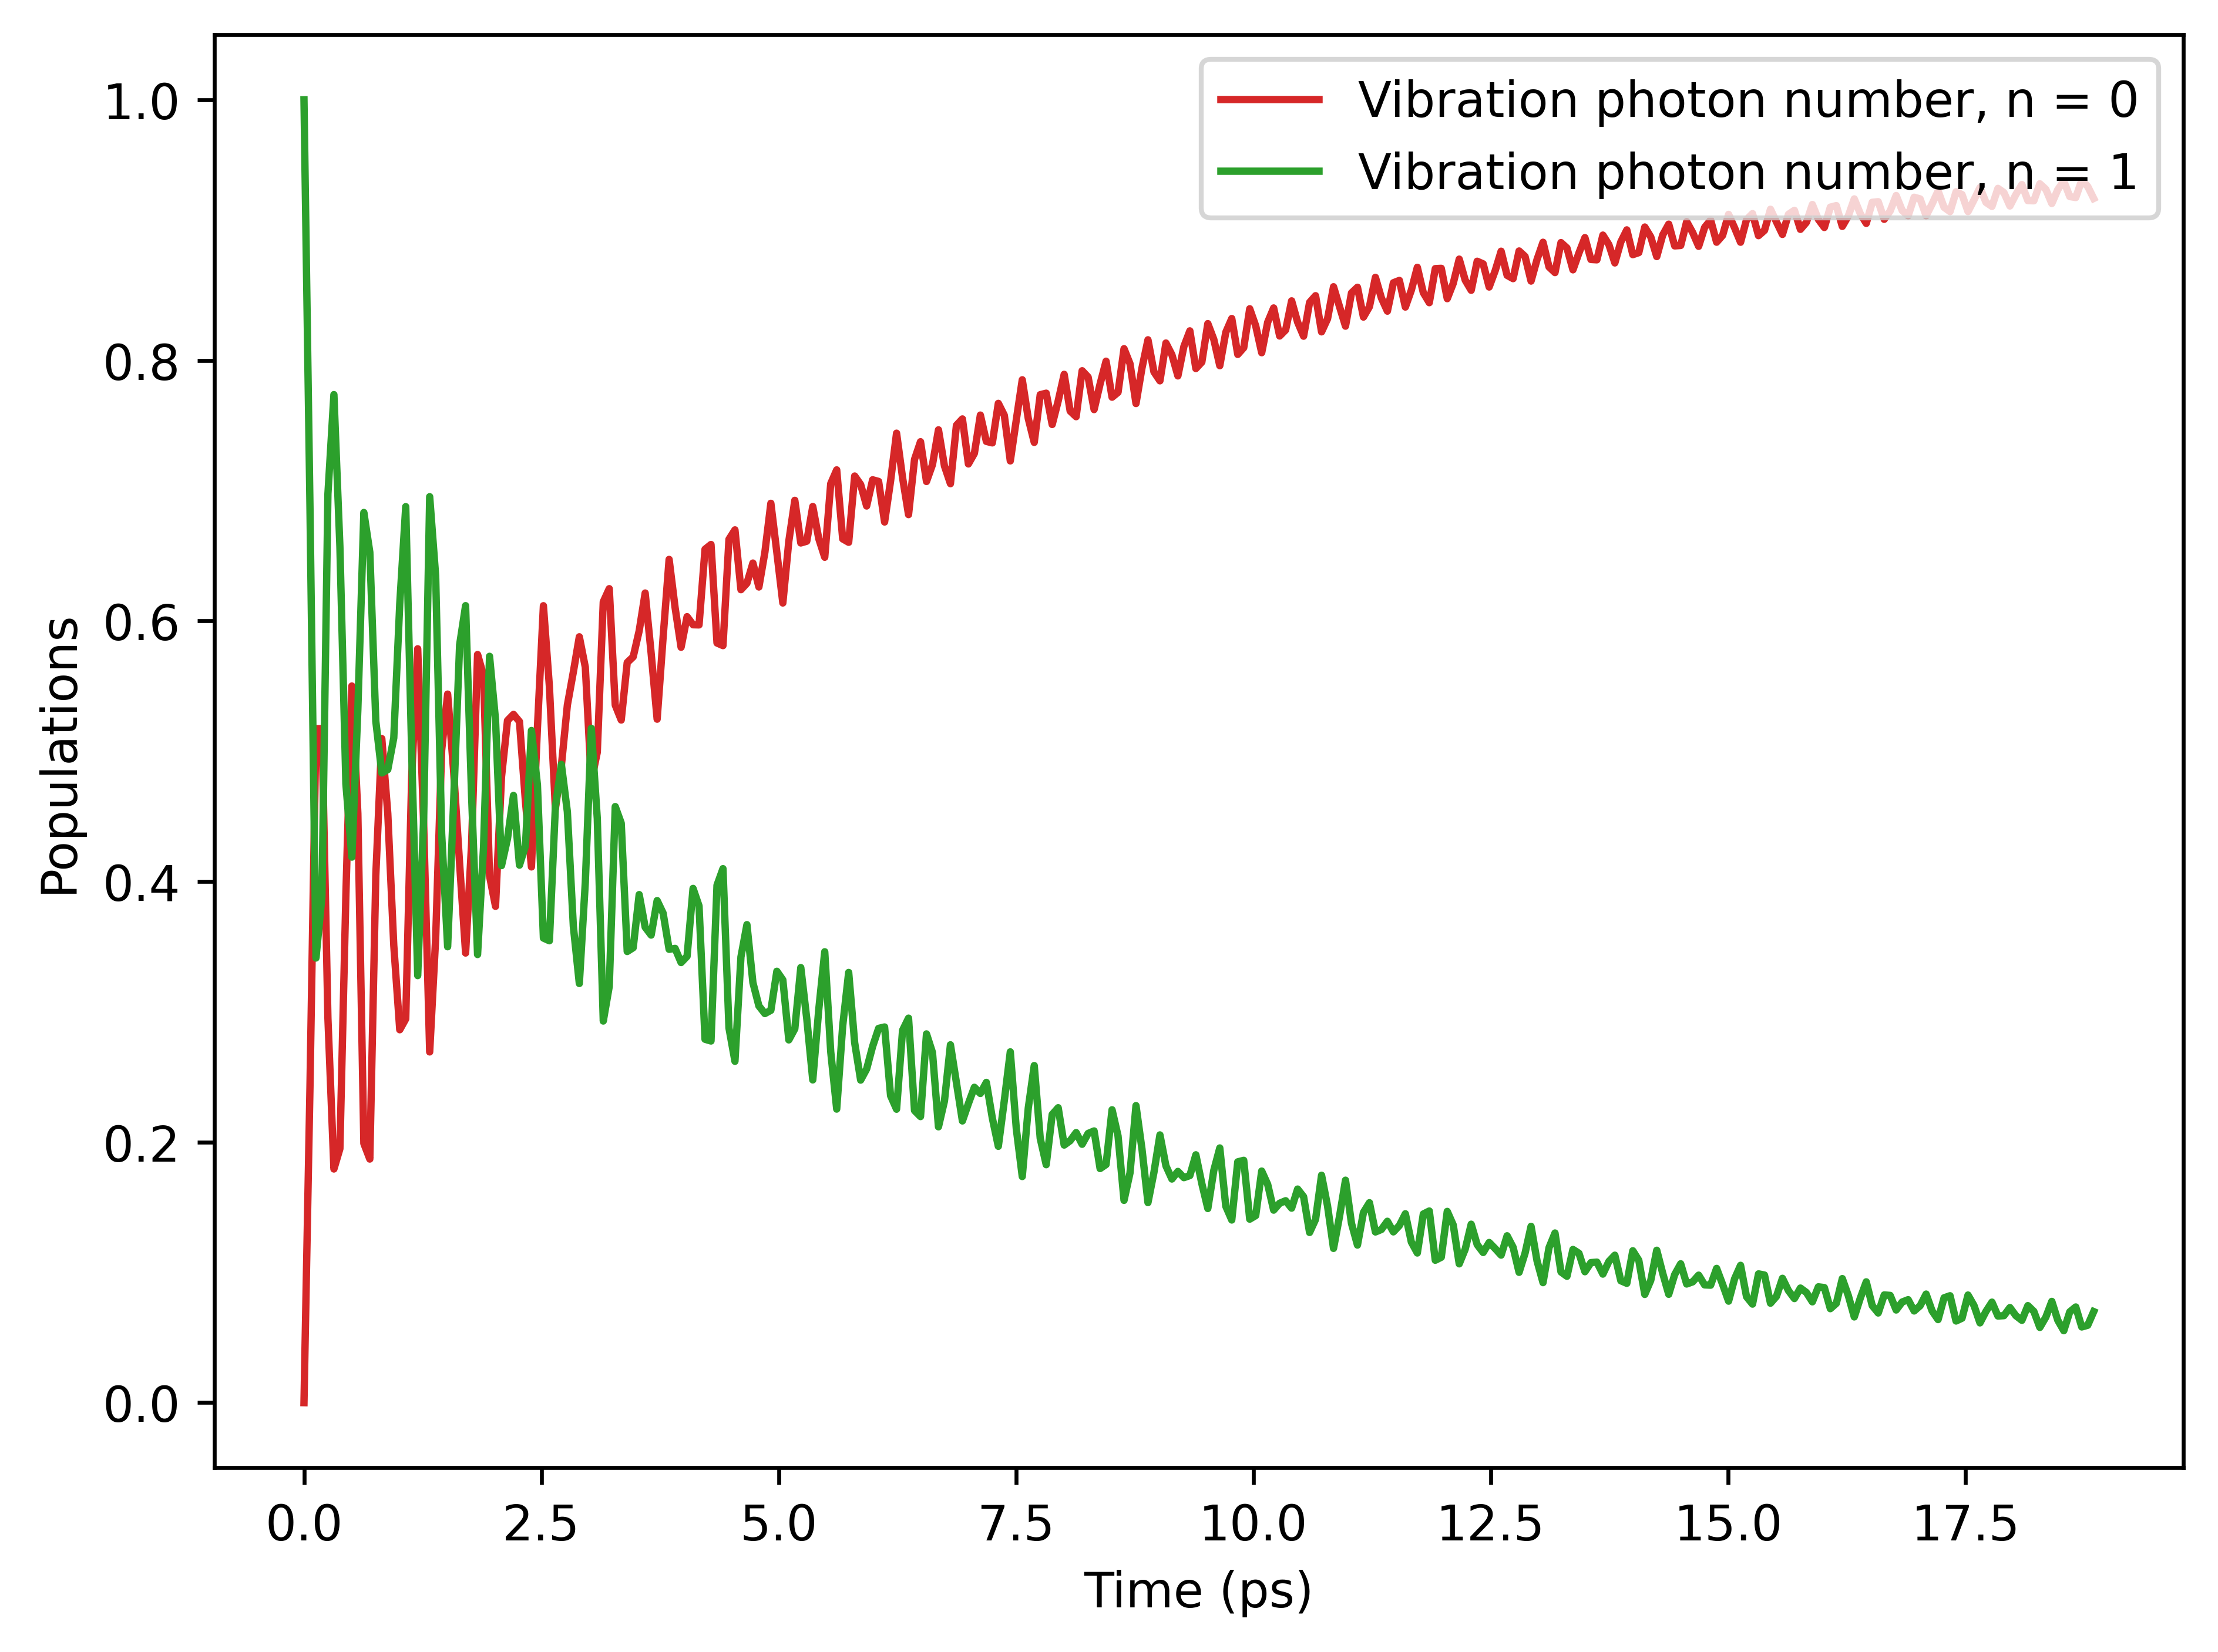 Vibration photon number, n = 0
Vibration photon number, n = 1
1.0
0.8
0.6
0.4
0.2
0.0
Populations
0.0 2.5 5.0 7.5 10.0 12.5 15.0 17.5
Time (ps)